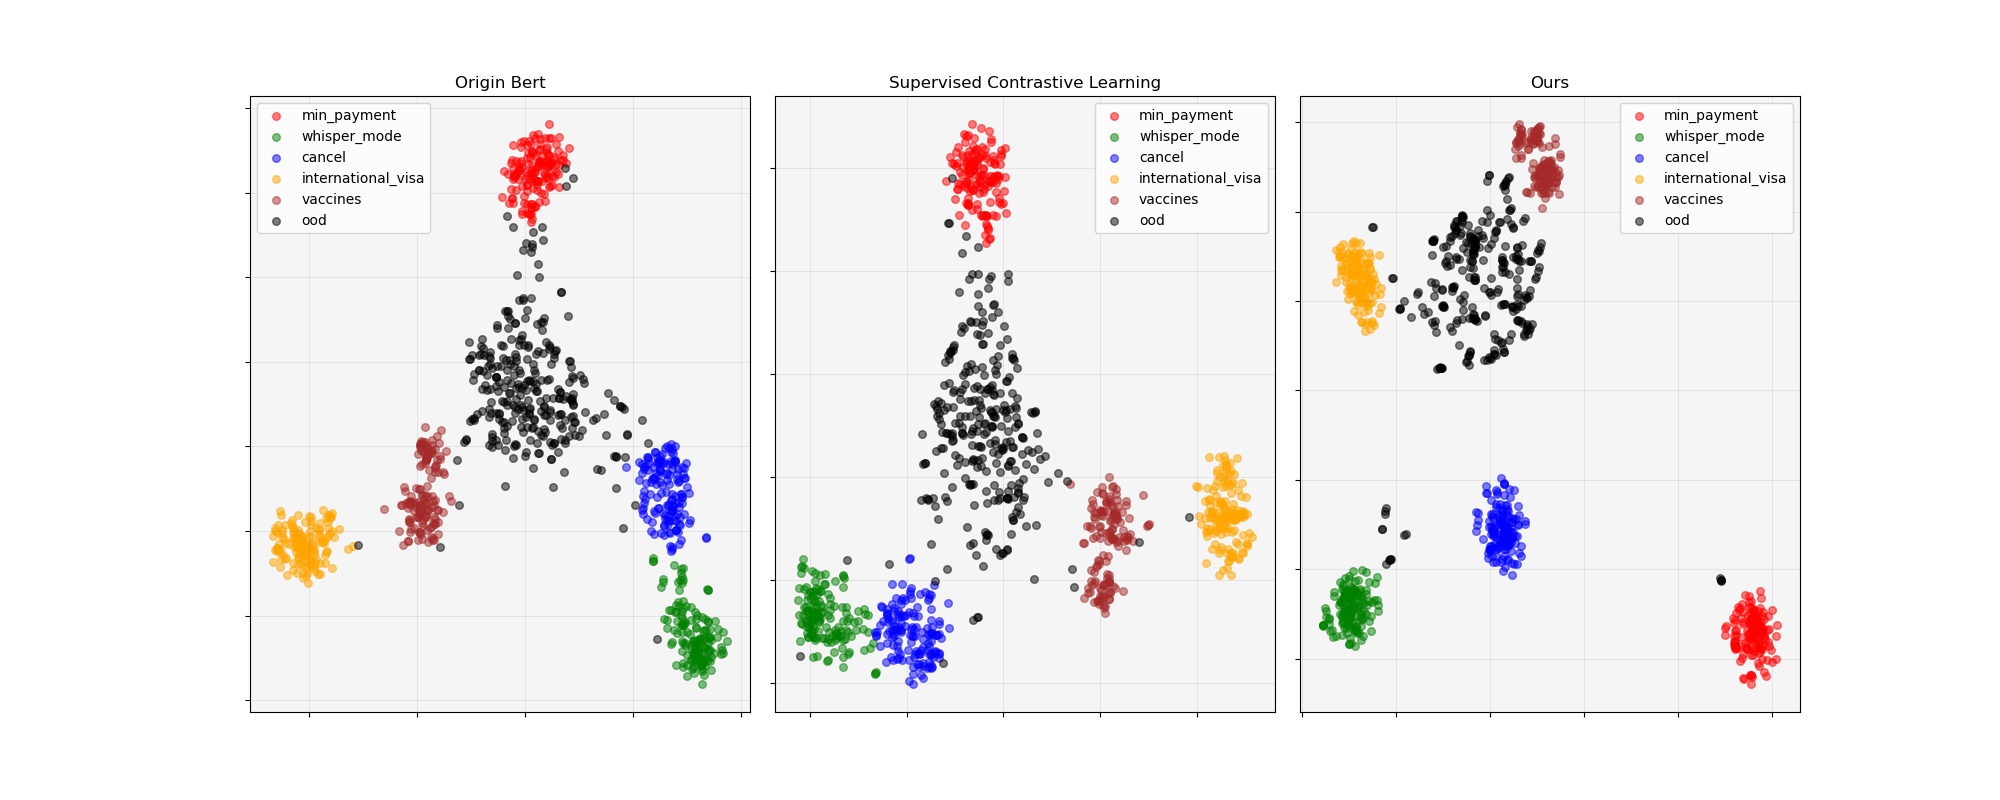 Origin Bert
min_payment
whisper_mode
cancel
international_visa
vaccines
ood
Supervised Contrastive Learning
min_payment
whisper_mode
cancel
international_visa
vaccines
ood
Ours
min_payment
whisper_mode
cancel
international_visa
vaccines
ood